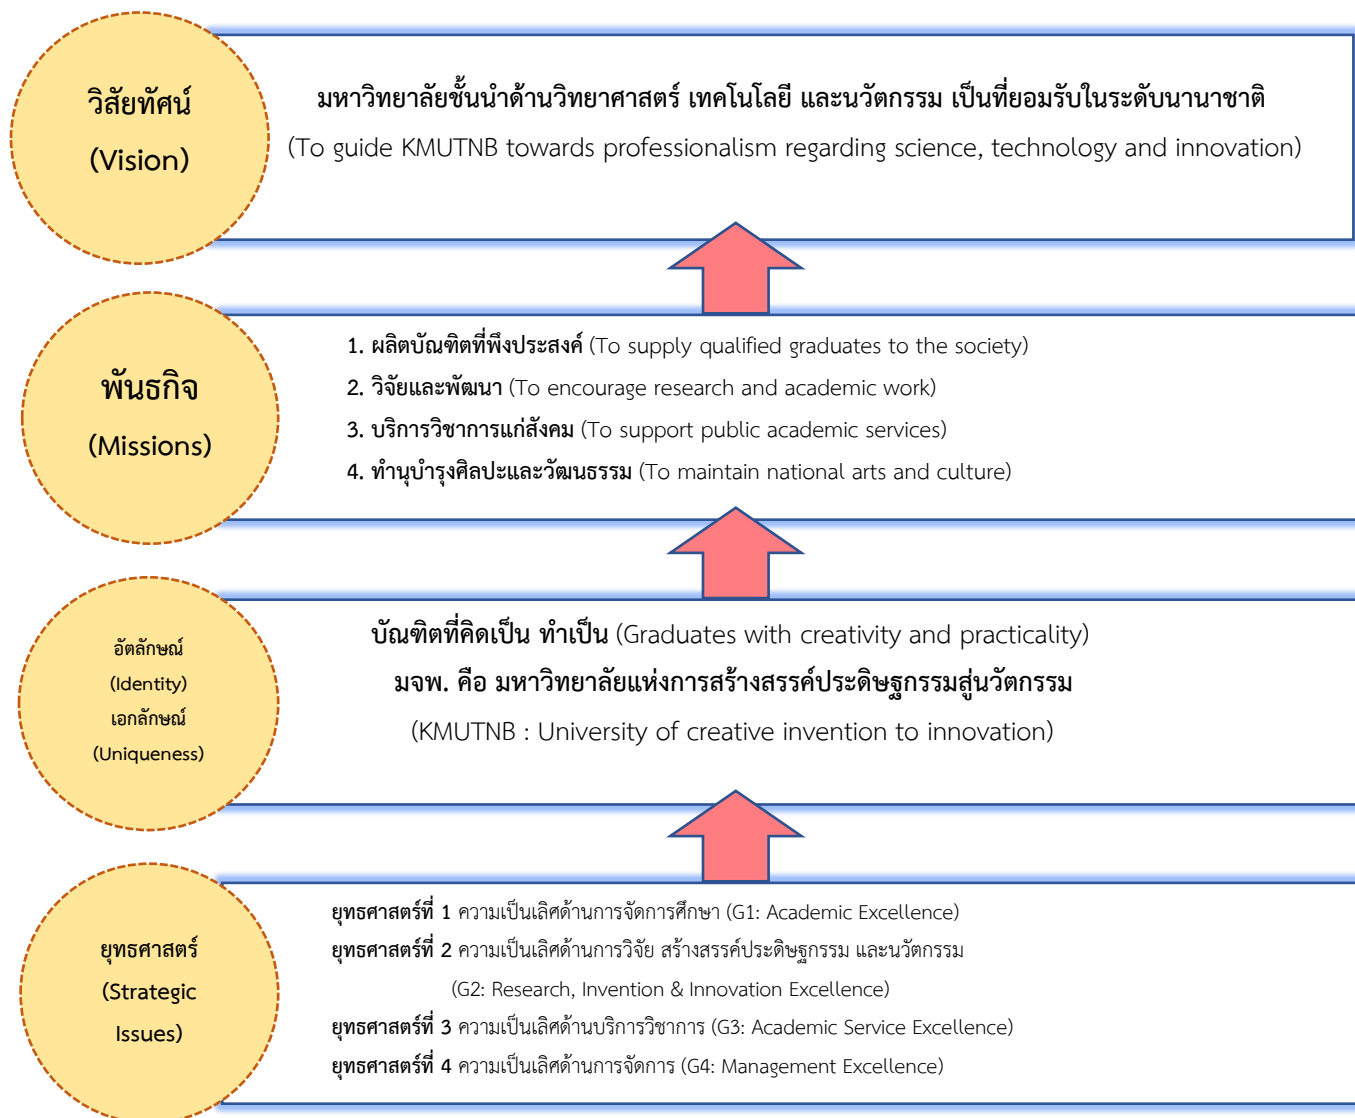 วิสัยทัศน์
(Vision)
มหาวิทยาลัยชั้นนำด้านวิทยาศาสตร์ เทคโนโลยี และนวัตกรรม เป็นที่ยอมรับในระดับนานาชาติ
(To guide KMUTNB towards professionalism regarding science, technology and innovation)
พันธกิจ
(Missions)
1. ผลิตบัณฑิตที่พึงประสงค์ (To supply qualified graduates to the society)
2. วิจัยและพัฒนา (To encourage research and academic work)
3. บริการวิชาการแก่สังคม (To support public academic services)
4. ทำนุบำรุงศิลปะและวัฒนธรรม (To maintain national arts and culture)
อัตลักษณ์
(Identity)
เอกลักษณ์
(Uniqueness)
บัณฑิตที่คิดเป็น ทำเป็น (Graduates with creativity and practicality)
มจพ. คือ มหาวิทยาลัยแห่งการสร้างสรรค์ประดิษฐกรรมสู่นวัตกรรม
(KMUTNB : University of creative invention to innovation)
ยุทธศาสตร์
(Strategic
Issues)
ยุทธศาสตร์ที่ 1 ความเป็นเลิศด้านการจัดการศึกษา (G1: Academic Excellence)
ยุทธศาสตร์ที่ 2 ความเป็นเลิศด้านการวิจัย สร้างสรรค์ประดิษฐกรรม และนวัตกรรม
(G2: Research, Invention & Innovation Excellence)
ยุทธศาสตร์ที่ 3 ความเป็นเลิศด้านบริการวิชาการ (G3: Academic Service Excellence)
ยุทธศาสตร์ที่ 4 ความเป็นเลิศด้านการจัดการ (G4: Management Excellence)